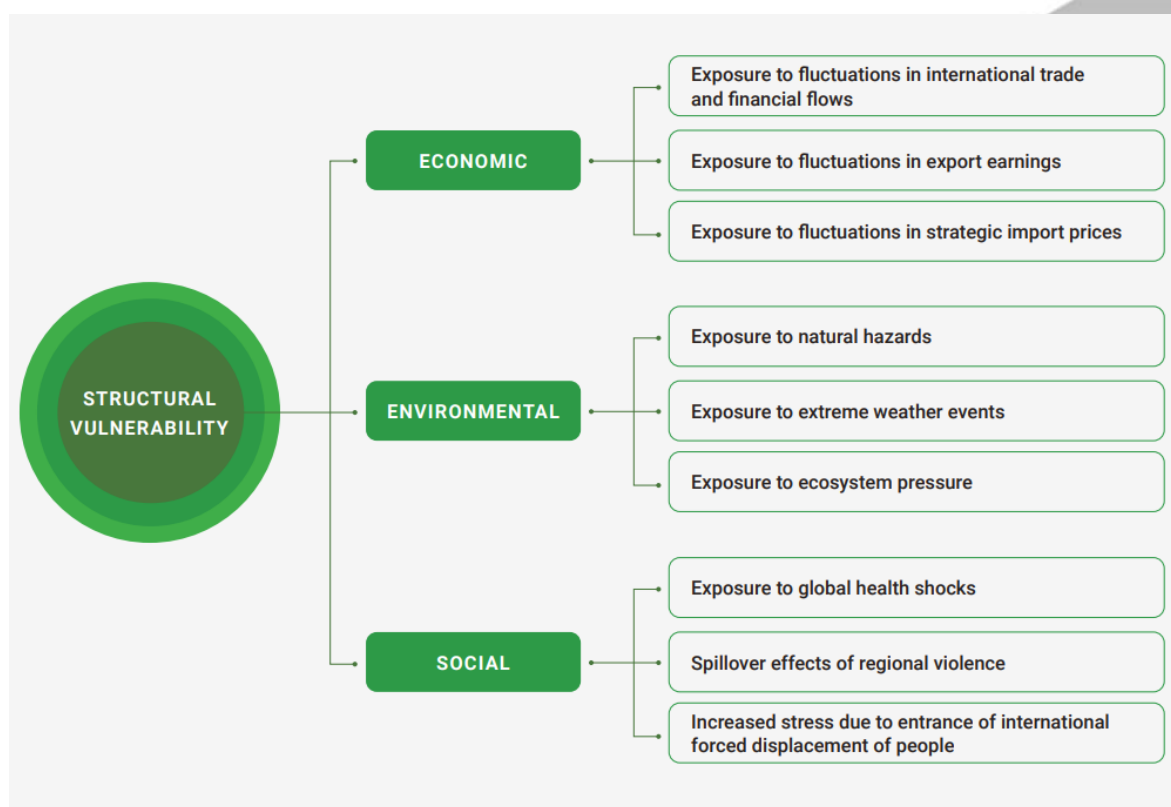 STRUCTURAL
VULNERABILITY
ECONOMIC
Exposure to fluctuations in international trade
and financial flows
Exposure to fluctuations in export earnings
Exposure to fluctuations in strategic import prices
ENVIRONMENTAL
Exposure to natural hazards
Exposure to extreme weather events
Exposure to ecosystem pressure
SOCIAL
Exposure to global health shocks
Spillover effects of regional violence
Increased stress due to entrance of international
forced displacement of people